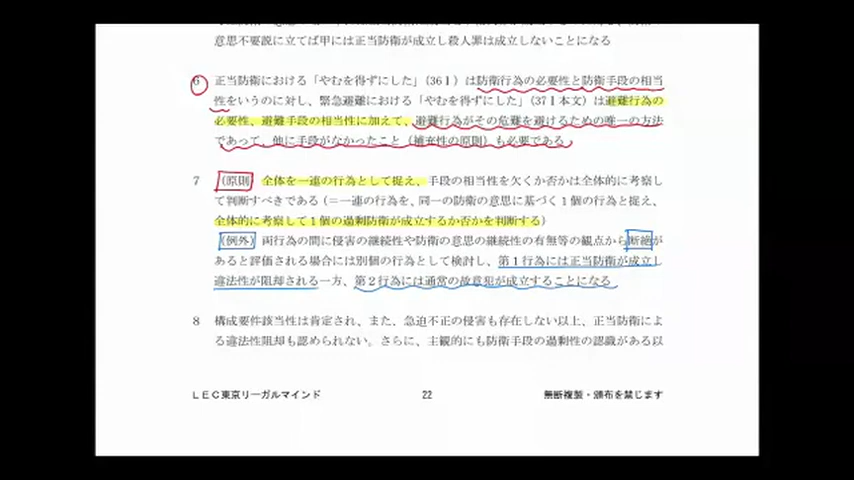 意思不要説に立てば甲には正当防衛が成立し殺人罪は成立しないことになる
6 正当防衛における「やむを得ずにした」(36Ⅰ)は防衛行為の必要性と防衛手段の相当
性をいうのに対し、緊急避難における「やむを得ずにした」(37Ⅰ本文)は避難行為の
必要性、避難手段の相当性に加えて、避難行為がその危難を避けるための唯一の方法
であって、他に手段がなかったこと(補充性の原則)も必要である
7 (原則) 全体を一連の行為として捉え、手段の相当性を欠くか否かは全体的に考察し
て判断すべきである(=一連の行為を、同一の防衛の意思に基づく1個の行為と捉え、
全体的に考察して1個の過剰防衛が成立するか否かを判断する)
(例外) 両行為の間に侵害の継続性や防衛の意思の継続性の有無等の観点から断絶が
あると評価される場合には別個の行為として検討し、第1行為には正当防衛が成立し
違法性が阻却される一方、第2行為には通常の故意犯が成立することになる
8 構成要件該当性は肯定され、また、急迫不正の侵害も存在しない以上、正当防衛によ
る違法性阻却も認められない。さらに、主観的にも防衛手段の過剰性の認識がある以
LEC東京リーガルマインド 22 無断複製・頒布を禁じます